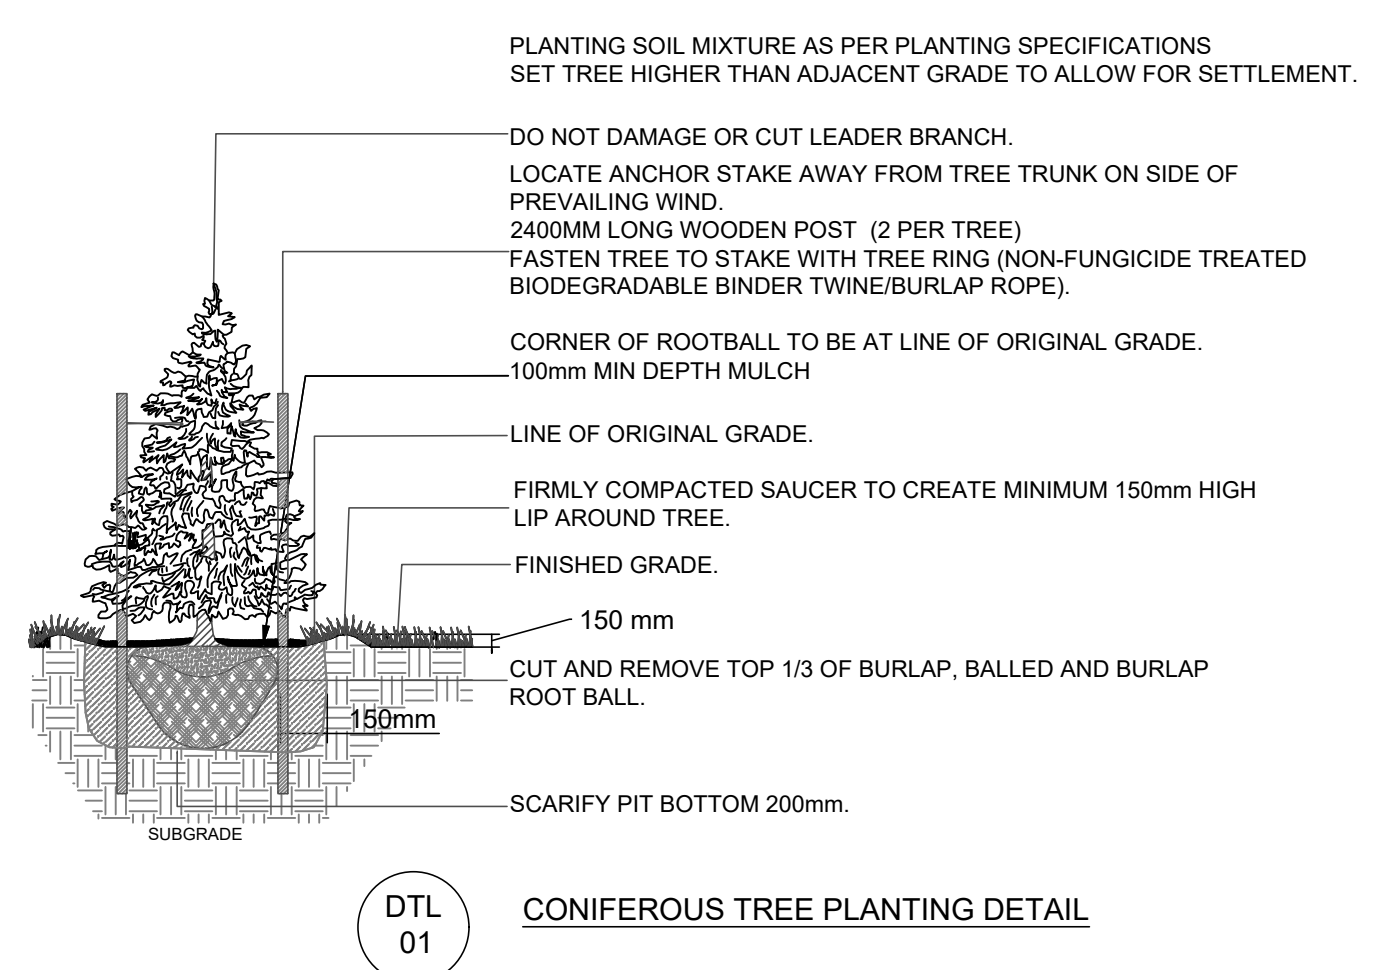 PLANTING SOIL MIXTURE AS PER PLANTING SPECIFICATIONS
SET TREE HIGHER THAN ADJACENT GRADE TO ALLOW FOR SETTLEMENT.
DO NOT DAMAGE OR CUT LEADER BRANCH.
LOCATE ANCHOR STAKE AWAY FROM TREE TRUNK ON SIDE OF
PREVAILING WIND.
2400MM LONG WOODEN POST (2 PER TREE)
FASTEN TREE TO STAKE WITH TREE RING (NON-FUNGICIDE TREATED
BIODEGRADABLE BINDER TWINE/BURLAP ROPE).
CORNER OF ROOTBALL TO BE AT LINE OF ORIGINAL GRADE.
100mm MIN DEPTH MULCH
LINE OF ORIGINAL GRADE.
FIRMLY COMPACTED SAUCER TO CREATE MINIMUM 150mm HIGH
LIP AROUND TREE.
FINISHED GRADE.
150 mm
CUT AND REMOVE TOP 1/3 OF BURLAP, BALLED AND BURLAP
ROOT BALL.
150mm
SCARIFY PIT BOTTOM 200mm.
SUBGRADE
DTL
01
CONIFEROUS TREE PLANTING DETAIL